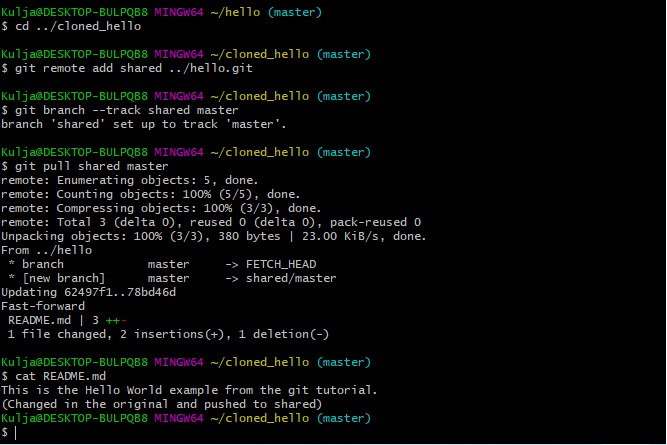 Kulja@DESKTOP-BULPQB8 MINGW64 ~/hello (master)
$ cd ../cloned_hello
Kulja@DESKTOP-BULPQB8 MINGW64 ~/cloned_hello (master)
$ git remote add shared ../hello.git
Kulja@DESKTOP-BULPQB8 MINGW64 ~/cloned_hello (master)
$ git branch --track shared master
branch 'shared' set up to track 'master'.
Kulja@DESKTOP-BULPQB8 MINGW64 ~/cloned_hello (master)
$ git pull shared master
remote: Enumerating objects: 5, done.
remote: Counting objects: 100% (5/5), done.
remote: Compressing objects: 100% (3/3), done.
remote: Total 3 (delta 0), reused 0 (delta 0), pack-reused 0
Unpacking objects: 100% (3/3), 380 bytes | 23.00 KiB/s, done.
From ../hello
 * branch            master     -> FETCH_HEAD
 * [new branch]      master     -> shared/master
Updating 62497f1..78bd46d
Fast-forward
 README.md | 3 ++-
 1 file changed, 2 insertions(+), 1 deletion(-)
Kulja@DESKTOP-BULPQB8 MINGW64 ~/cloned_hello (master)
$ cat README.md
This is the Hello World example from the git tutorial.
(Changed in the original and pushed to shared)
Kulja@DESKTOP-BULPQB8 MINGW64 ~/cloned_hello (master)
$